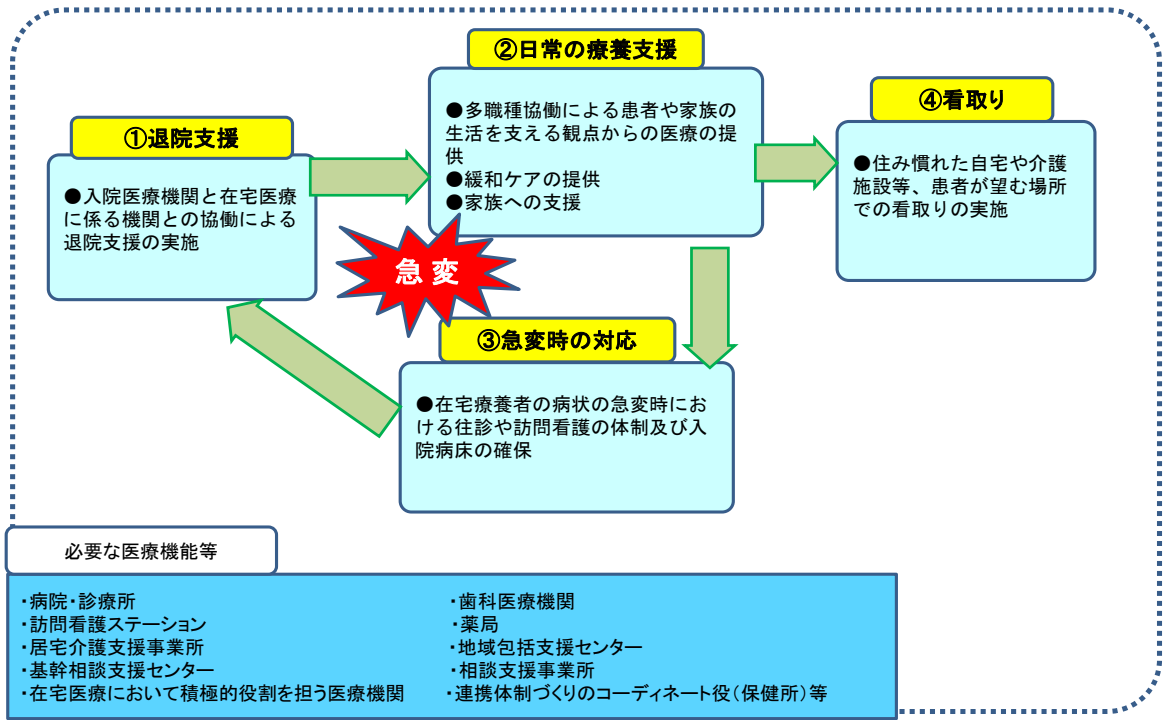 ①退院支援
●入院医療機関と在宅医療
に係る機関との協働による
退院支援の実施
②日常の療養支援
●多職種協働による患者や家族の
生活を支える観点からの医療の提
供
●緩和ケアの提供
●家族への支援
急 変
③急変時の対応
●在宅療養者の病状の急変時にお
ける往診や訪問看護の体制及び入
院病床の確保
④看取り
●住み慣れた自宅や介護
施設等、患者が望む場所
での看取りの実施
必要な医療機能等
・病院・診療所
・訪問看護ステーション
・居宅介護支援事業所
・基幹相談支援センター
・在宅医療において積極的役割を担う医療機関
・歯科医療機関
・薬局
・地域包括支援センター
・相談支援事業所
・連携体制づくりのコーディネート役（保健所）等